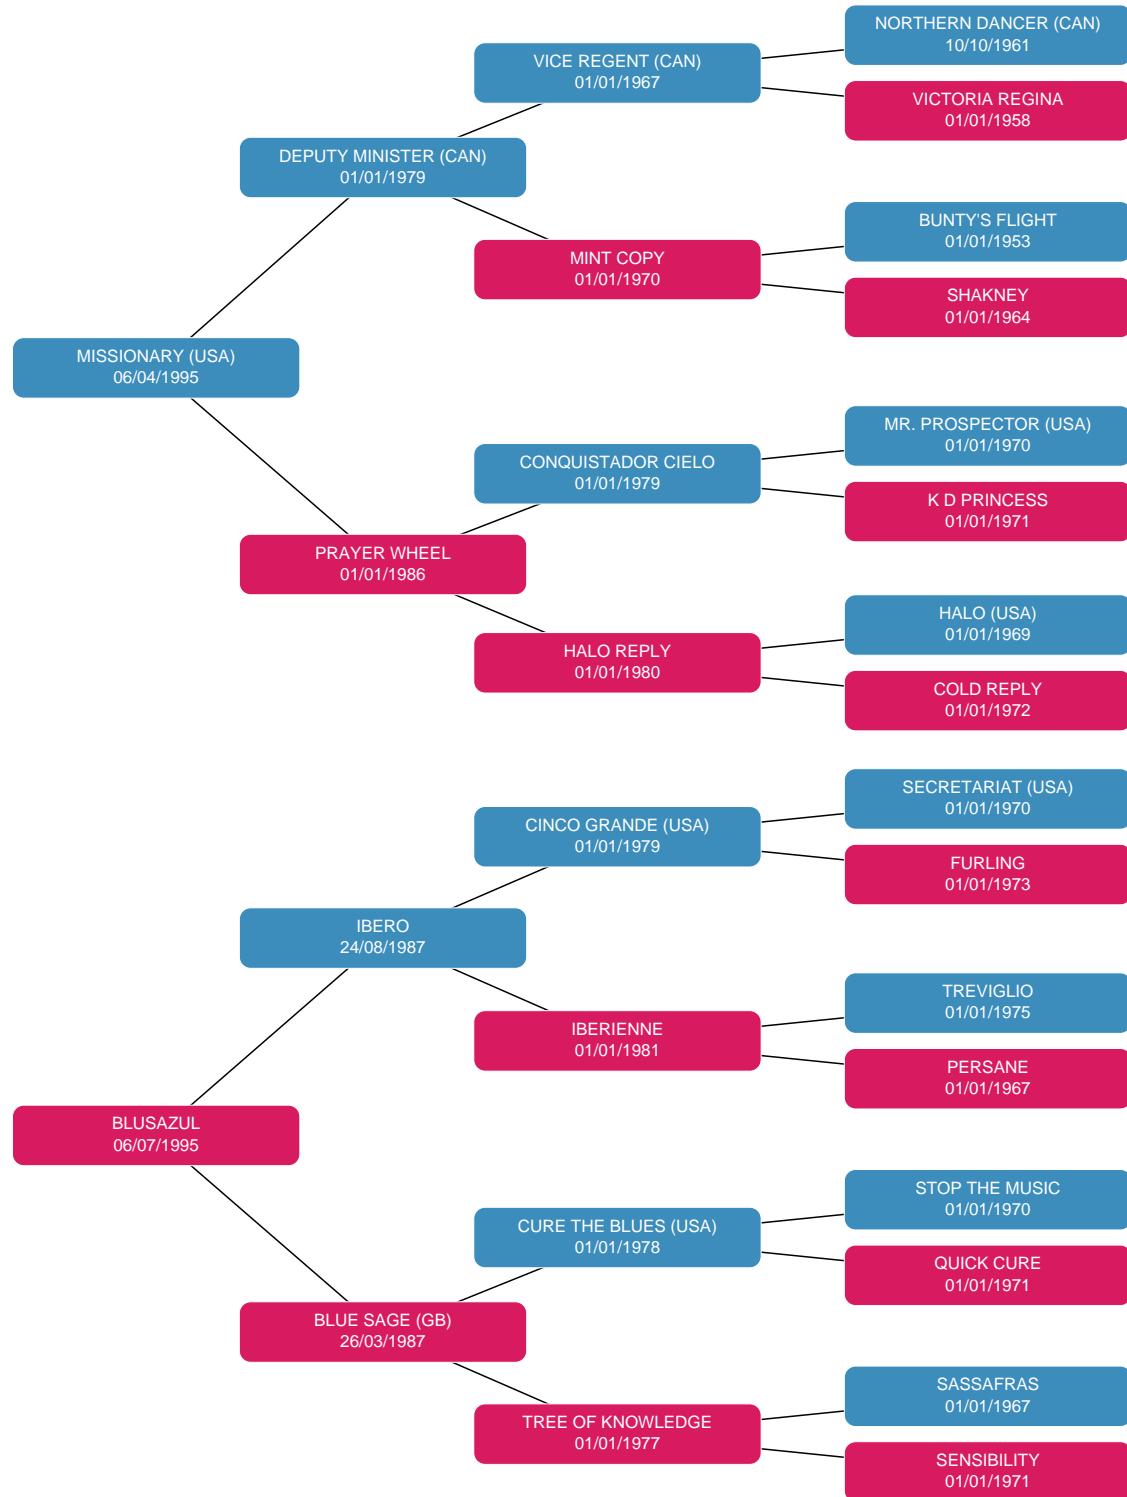 NORTHERN DANCER (CAN)
10/10/1961
VICE REGENT (CAN)
01/01/1967
VICTORIA REGINA
01/01/1958
DEPUTY MINISTER (CAN)
01/01/1979
BUNTY'S FLIGHT
01/01/1953
MINT COPY
01/01/1970
SHAKNEY
01/01/1964
MISSIONARY (USA)
06/04/1995
MR. PROSPECTOR (USA)
01/01/1970
CONQUISTADOR CIELO
01/01/1979
K D PRINCESS
01/01/1971
PRAYER WHEEL
01/01/1986
HALO (USA)
01/01/1969
HALO REPLY
01/01/1980
COLD REPLY
01/01/1972
SECRETARIAT (USA)
01/01/1970
CINCO GRANDE (USA)
01/01/1979
FURLING
01/01/1973
IBERO
24/08/1987
TREVIGLIO
01/01/1975
IBERIENNE
01/01/1981
PERSANE
01/01/1967
BLUSAZUL
06/07/1995
STOP THE MUSIC
01/01/1970
CURE THE BLUES (USA)
01/01/1978
QUICK CURE
01/01/1971
BLUE SAGE (GB)
26/03/1987
SASSAFRAS
01/01/1967
TREE OF KNOWLEDGE
01/01/1977
SENSIBILITY
01/01/1971